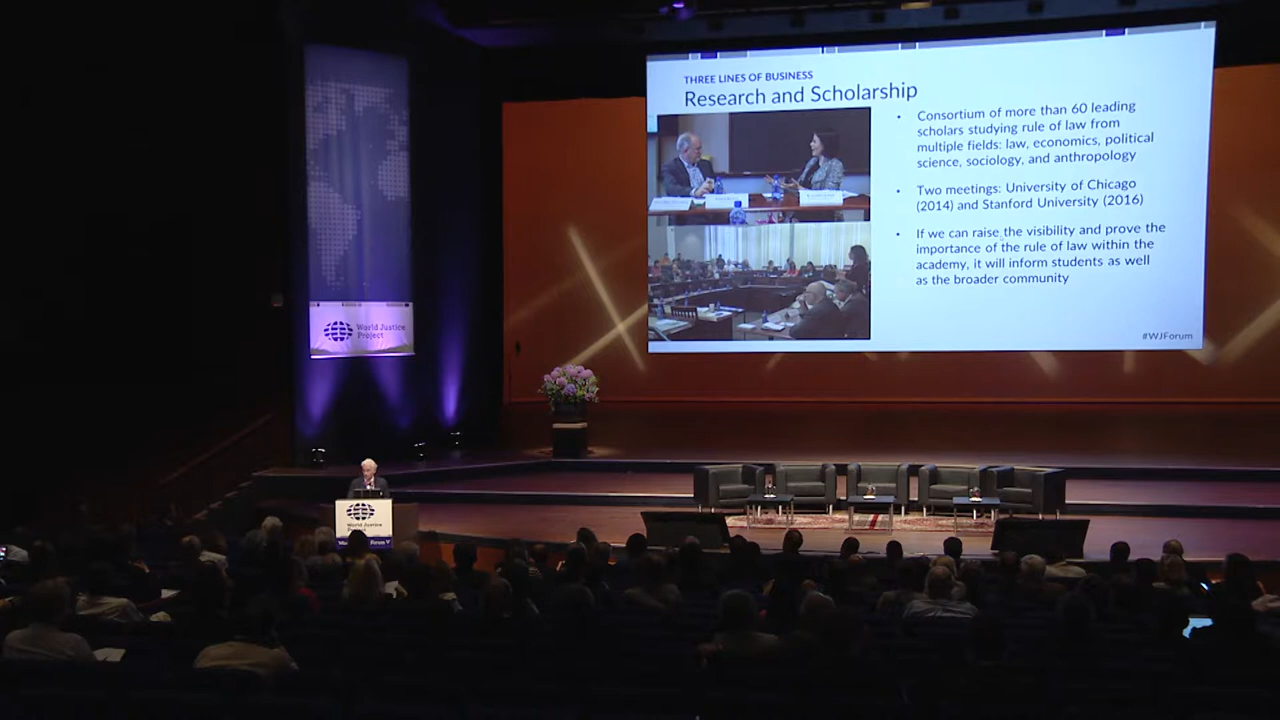 THREE LINES OF BUSINESS
Research and Scholarship
• Consortium of more than 60 leading
scholars studying rule of law from
multiple fields: law, economics, political
science, sociology, and anthropology
• Two meetings: University of Chicago
(2014) and Stanford University (2016)
• If we can raise the visibility and prove the
importance of the rule of law within the
academy, it will inform students as well
as the broader community
#WJForum
World Justice
Project
World Justice
Project
Forum V